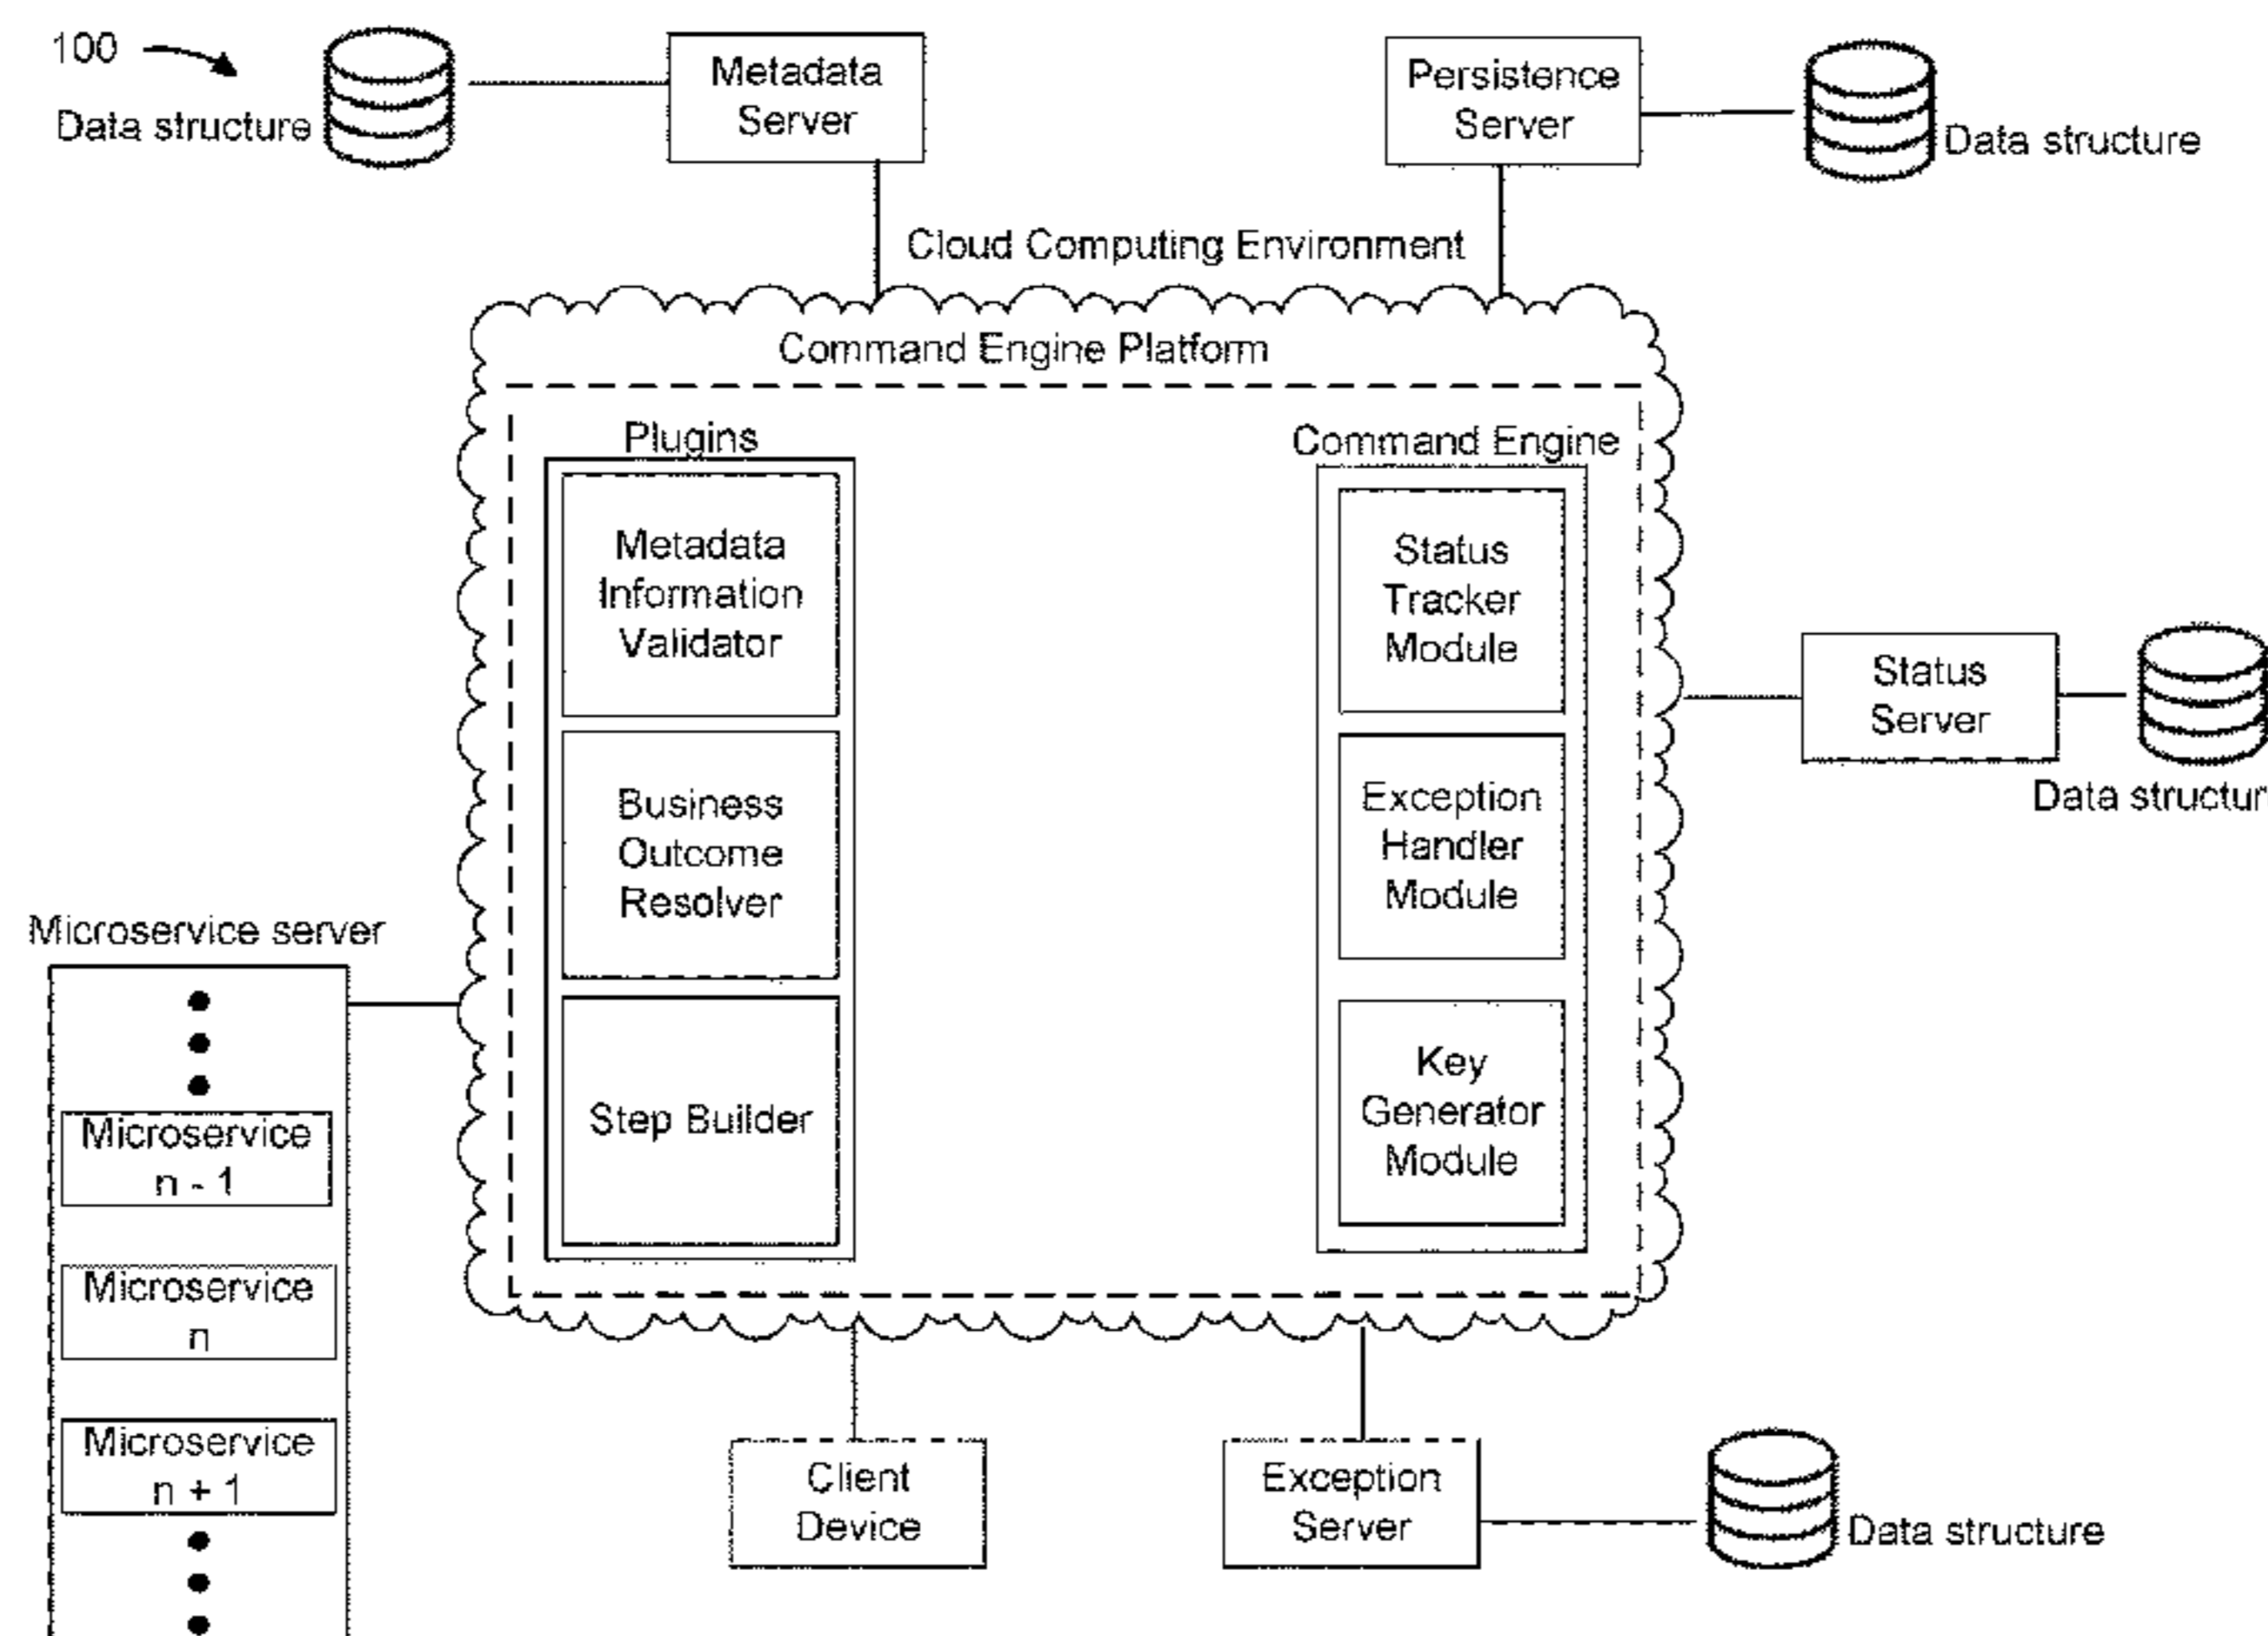 100
Data structure
Metadata
Server
Persistence
Server
Data structure
Cloud Computing Environment
Command Engine Platform
Plugins
Metadata
Information
Validator
Business
Outcome
Resolver
Step Builder
Command Engine
Status
Tracker
Module
Exception
Handler
Module
Key
Generator
Module
Status
Server
Data structur
Microservice server
Microservice
n - 1
Microservice
n
Microservice
n + 1
Client
Device
Exception
Server
Data structure